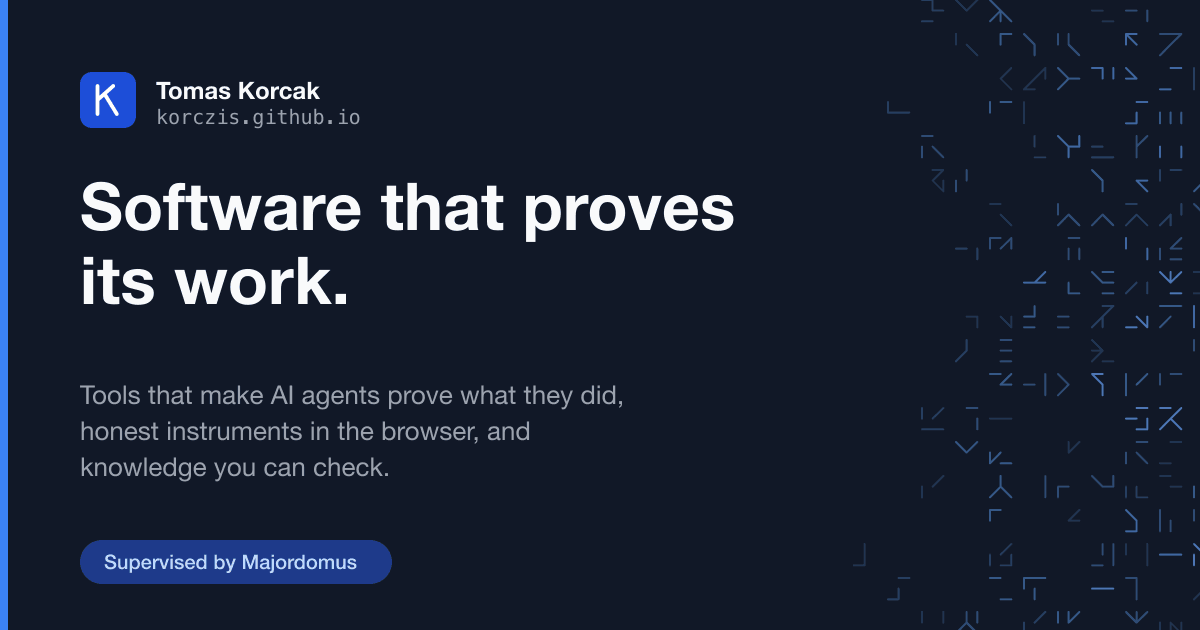 K
Tomas Korcak
korczis.github.io
Software that proves
its work.
Tools that make AI agents prove what they did,
honest instruments in the browser, and
knowledge you can check.
Supervised by Majordomus